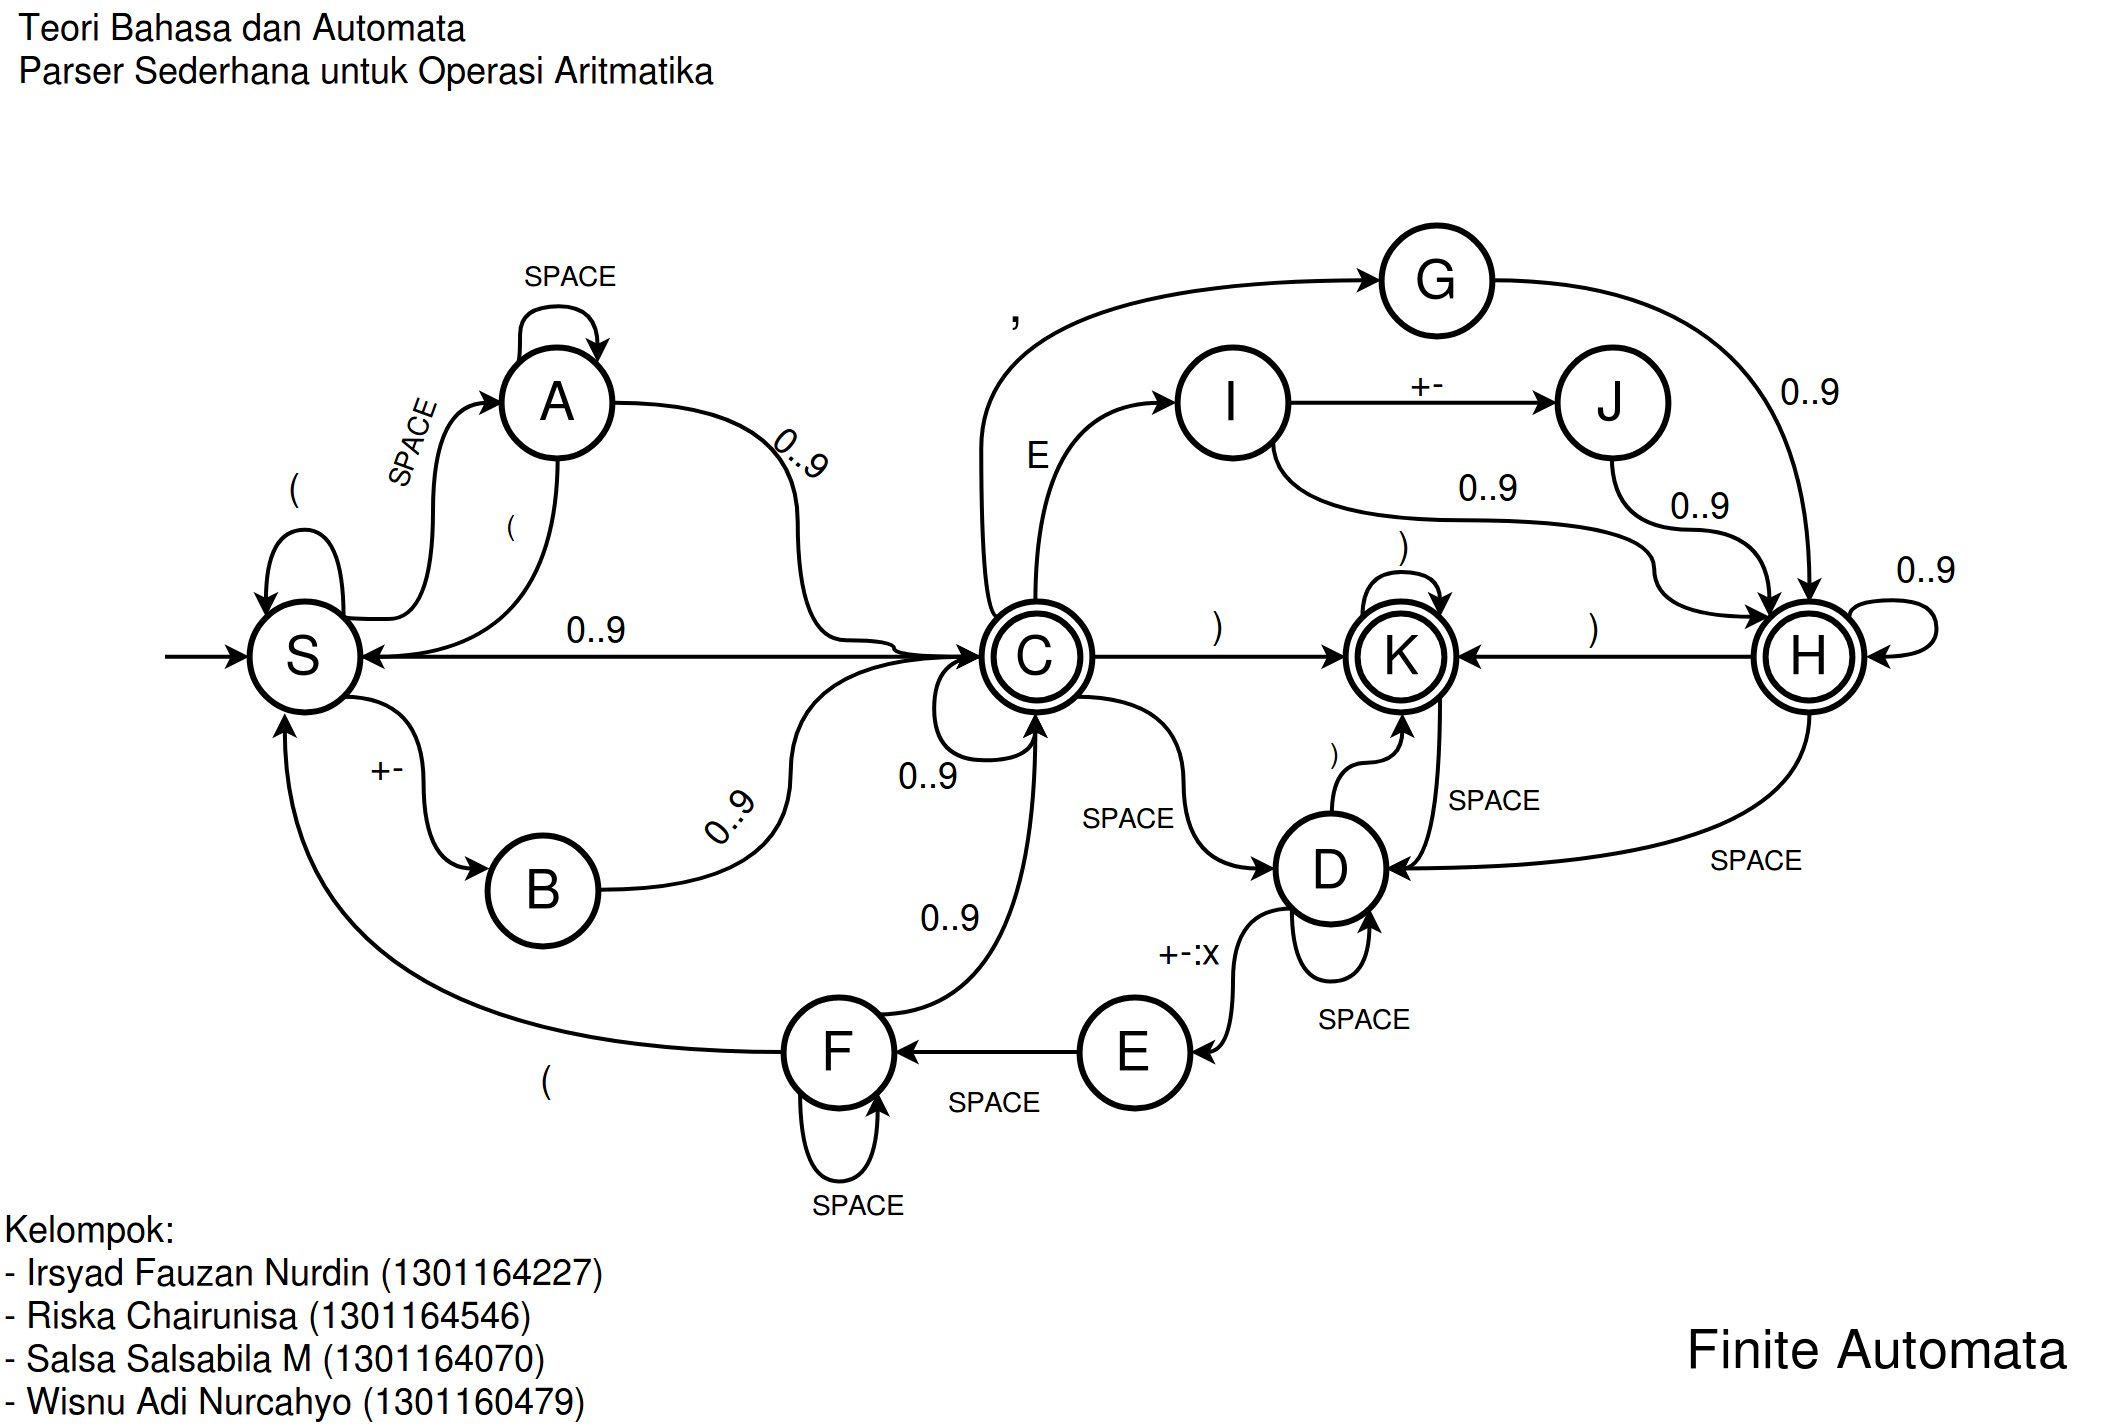 Teori Bahasa dan Automata
Parser Sederhana untuk Operasi Aritmatika
SPACE
G
,
A
SPACE
0..9
I
+-
J
0..9
E
(
(
0..9
0..9
)
0..9
S
0..9
C
)
K
)
H
+-
0..9
0..9
SPACE
)
SPACE
SPACE
B
D
0..9
+-:x
SPACE
F
E
(
SPACE
SPACE
Kelompok:
- Irsyad Fauzan Nurdin (1301164227)
- Riska Chairunisa (1301164546)
- Salsa Salsabila M (1301164070)
- Wisnu Adi Nurcahyo (1301160479)
Finite Automata